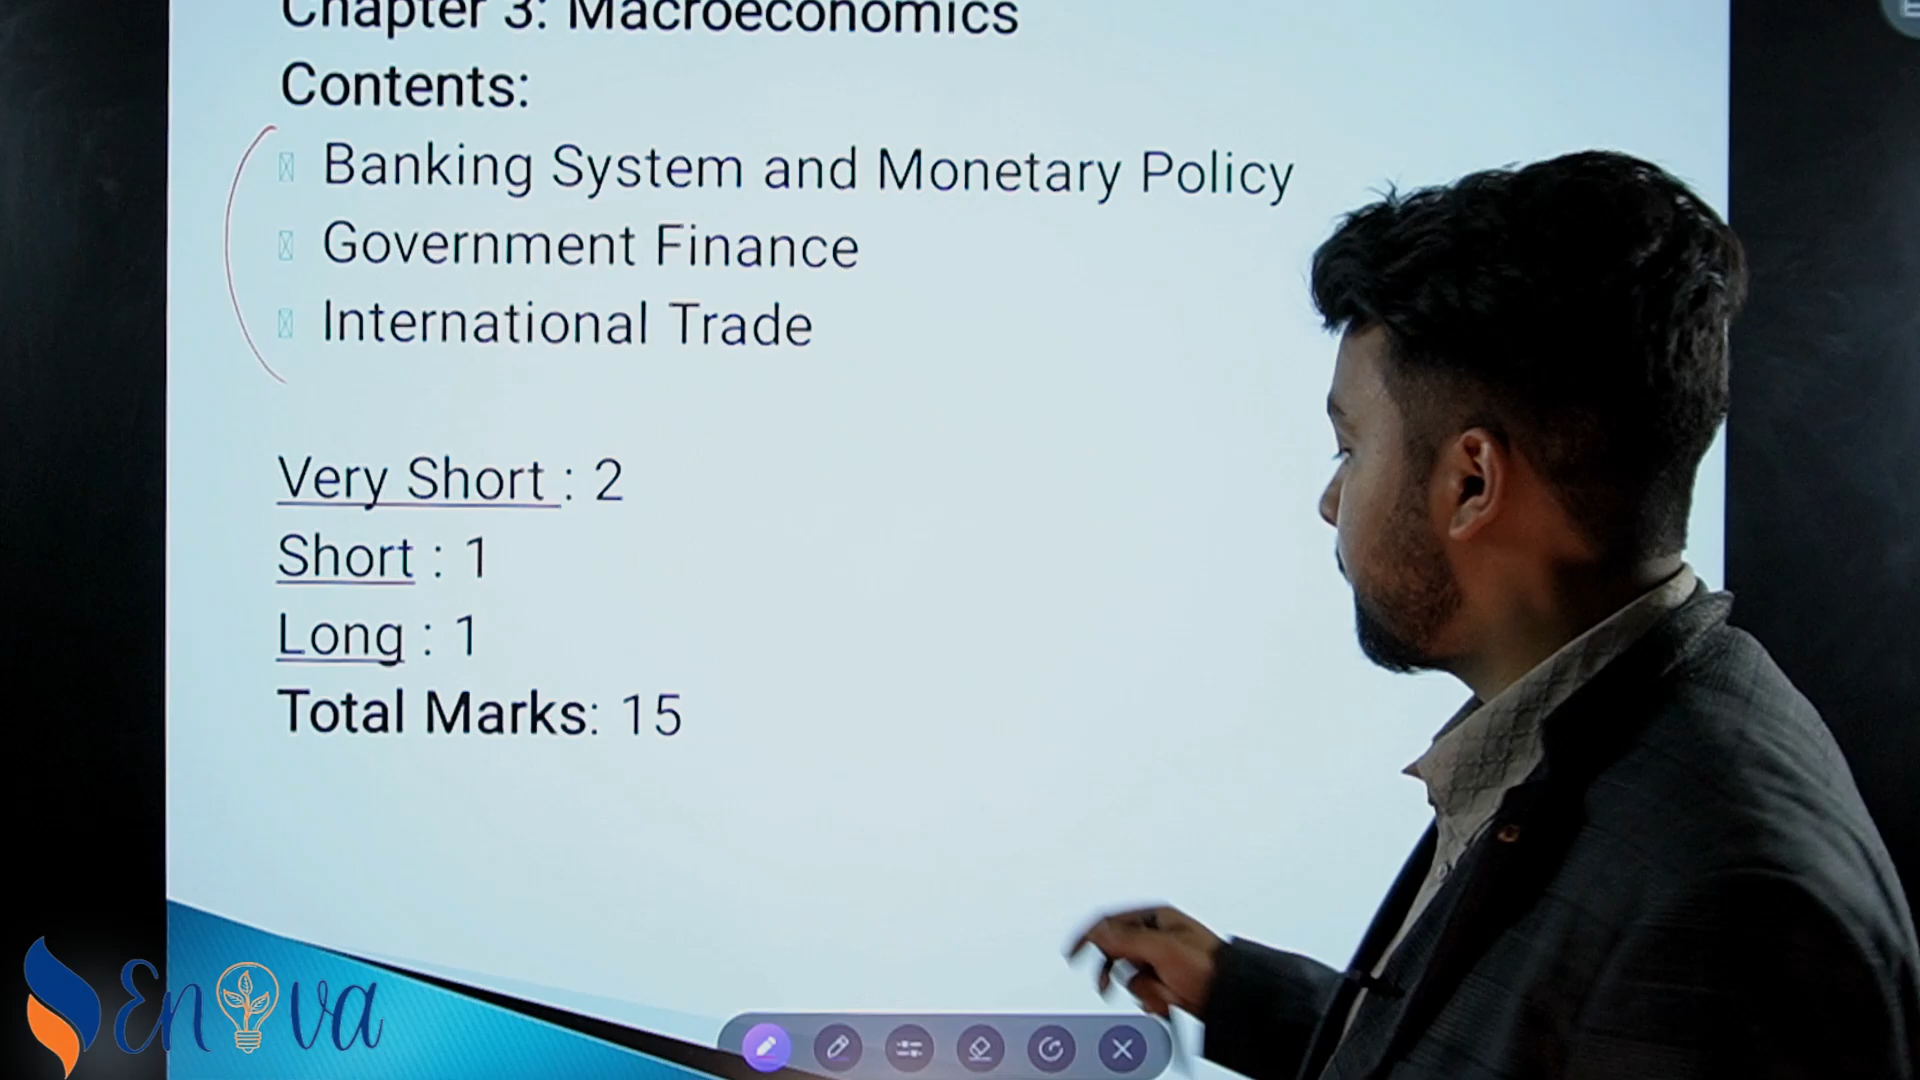 Chapter 3: Macroeconomics
Contents:
Banking System and Monetary Policy
Government Finance
International Trade
Very Short : 2
Short : 1
Long : 1
Total Marks: 15
Enova